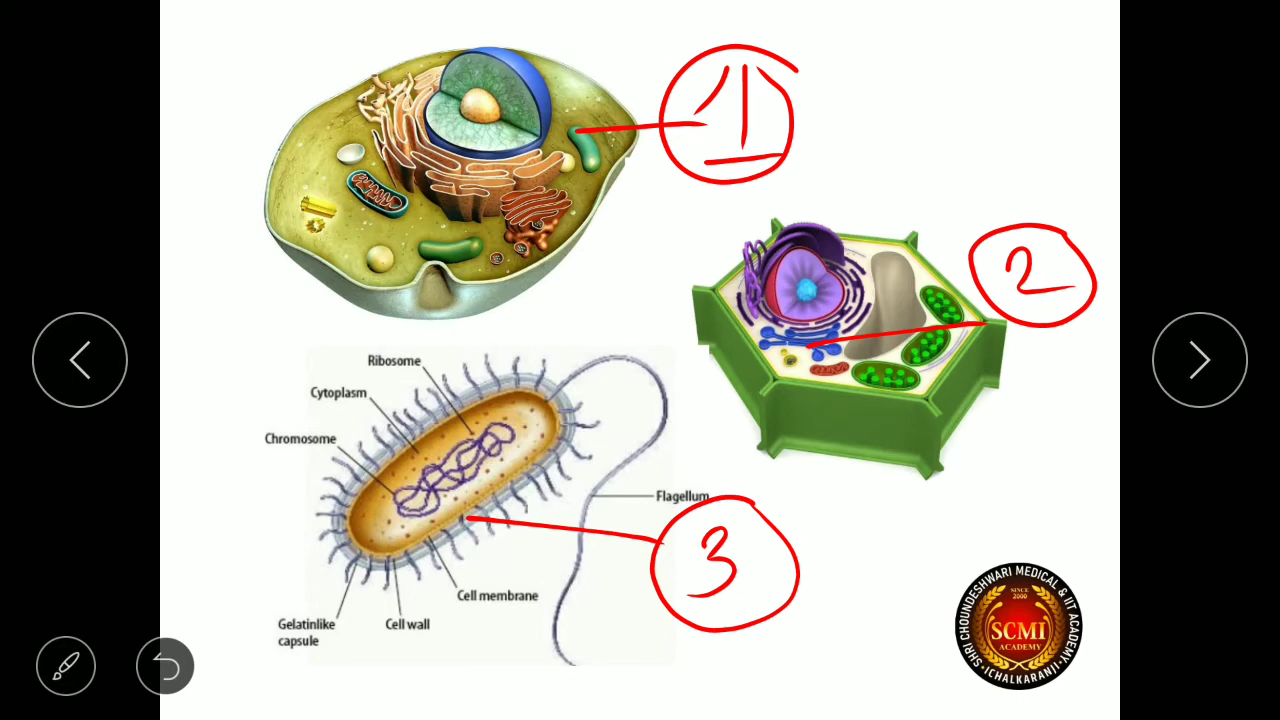 1
2
Ribosome
Cytoplasm
Chromosome
Flagellum
3
Cell membrane
Gelatinlike
capsule
Cell wall
SHRI CHOUNDESHWARI MEDICAL & IIT ACADEMY
SINCE
2000
SCMI
ACADEMY
ICHALKARANJI